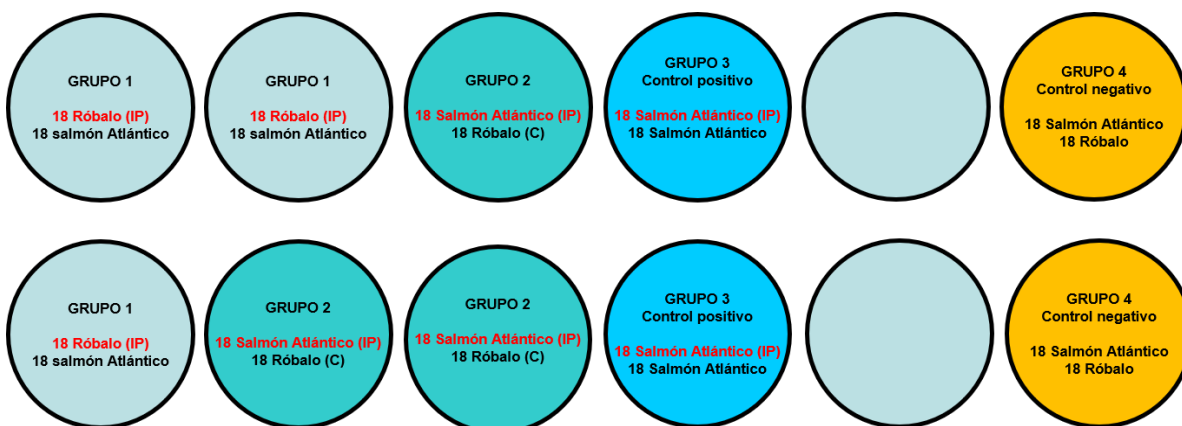 GRUPO 1
18 Róbalo (IP)
18 salmón Atlántico
GRUPO 1
18 Róbalo (IP)
18 salmón Atlántico
GRUPO 2
18 Salmón Atlántico (IP)
18 Róbalo (C)
GRUPO 3
Control positivo
18 Salmón Atlántico (IP)
18 Salmón Atlántico
GRUPO 4
Control negativo
18 Salmón Atlántico
18 Róbalo
GRUPO 1
18 Róbalo (IP)
18 salmón Atlántico
GRUPO 2
18 Salmón Atlántico (IP)
18 Róbalo (C)
GRUPO 2
18 Salmón Atlántico (IP)
18 Róbalo (C)
GRUPO 3
Control positivo
18 Salmón Atlántico (IP)
18 Salmón Atlántico
GRUPO 4
Control negativo
18 Salmón Atlántico
18 Róbalo